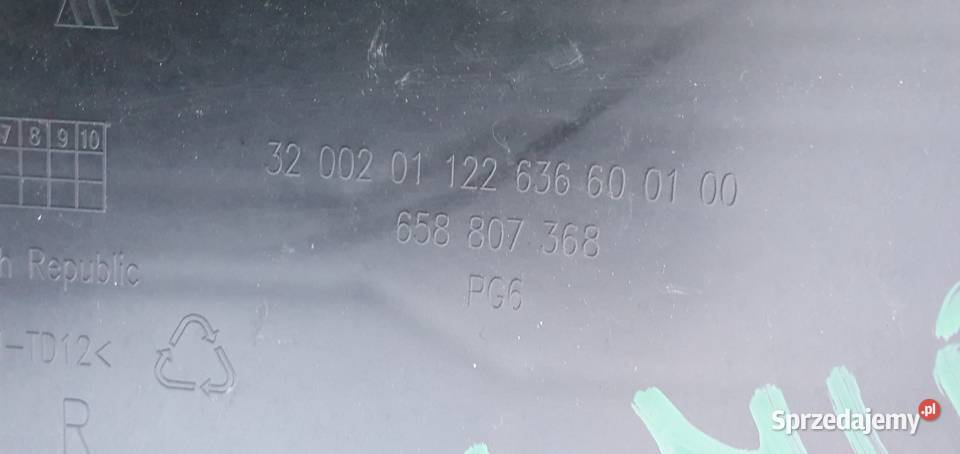 7 8 9 10
32 002 01 122 636 60 01 00
658 807 368
h Republic
PG6
-TD12<
R
Sprzedajemy.pl